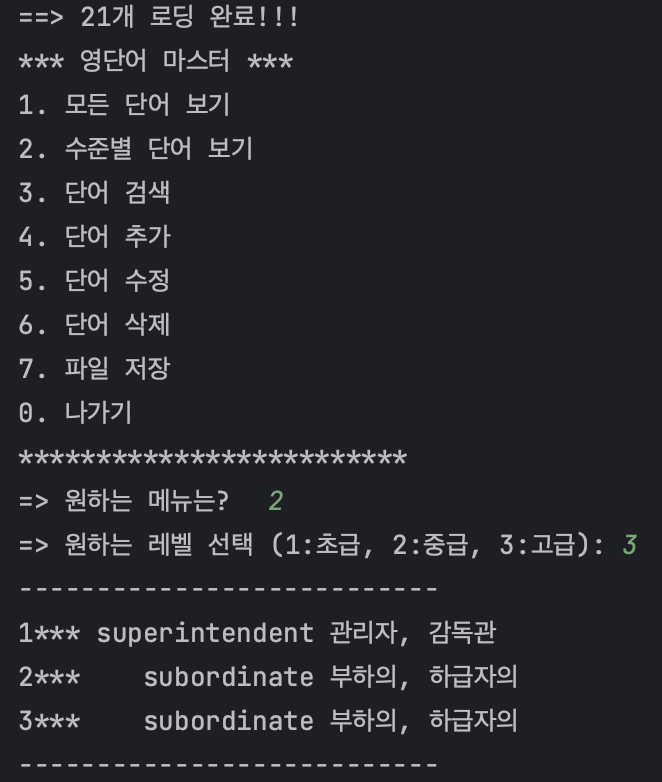 ==> 21개 로딩 완료!!!
*** 영단어 마스터 ***
1. 모든 단어 보기
2. 수준별 단어 보기
3. 단어 검색
4. 단어 추가
5. 단어 수정
6. 단어 삭제
7. 파일 저장
0. 나가기
*************************
=> 원하는 메뉴는?  2
=> 원하는 레벨 선택 (1:초급, 2:중급, 3:고급): 3
---------------------------
1*** superintendent 관리자, 감독관
2***    subordinate 부하의, 하급자의
3***    subordinate 부하의, 하급자의
---------------------------